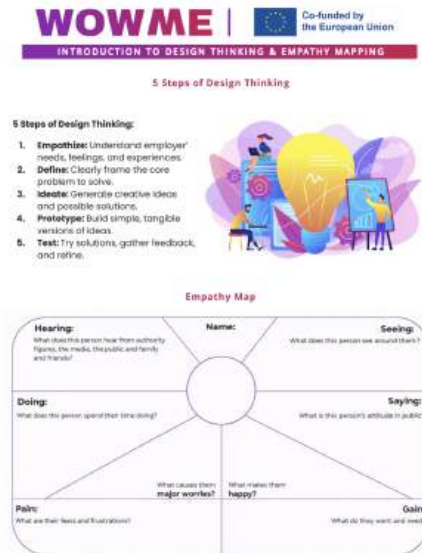 WOWME
Co-funded by
the European Union
INTRODUCTION TO DESIGN THINKING & EMPATHY MAPPING
5 Steps of Design Thinking
5 Steps of Design Thinking:
1. Empathize: Understand employer'
needs, feelings, and experiences.
2. Define: Clearly frame the core
problem to solve.
3. Ideate: Generate creative ideas
and possible solutions.
4. Prototype: Build simple, tangible
versions of ideas.
5. Test: Try solutions, gather feedback,
and refine.
Empathy Map
Hearing:
What does this person hear from authority
figures, the media, the public and family
and friends?
Name:
Seeing:
What does this person see around them?
Doing:
What does this person spend their time doing?
Saying:
What is this person's attitude in public
What causes them
major worries?
What makes them
happy?
Pain:
What are their fears and frustrations?
Gain
What do they want and need